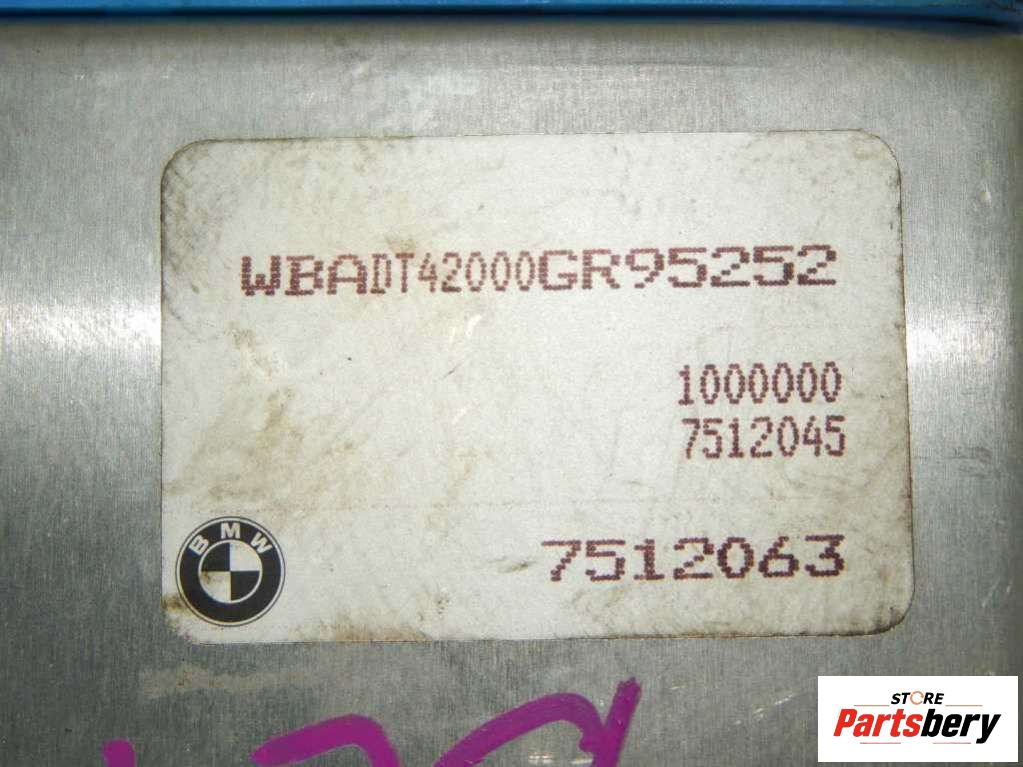 WBADT42000GR95252
1000000
7512045
BMW
7512063
STORE
Partsbery